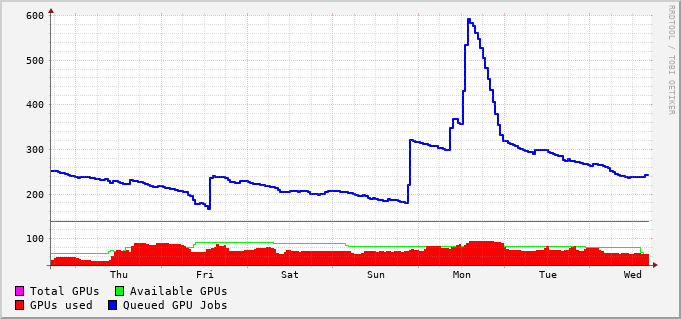 600
500
400
300
200
100
Thu Fri Sat Sun Mon Tue Wed
Total GPUs Available GPUs
GPUs used Queued GPU Jobs
RRDTOOL / TOBI OETIKER